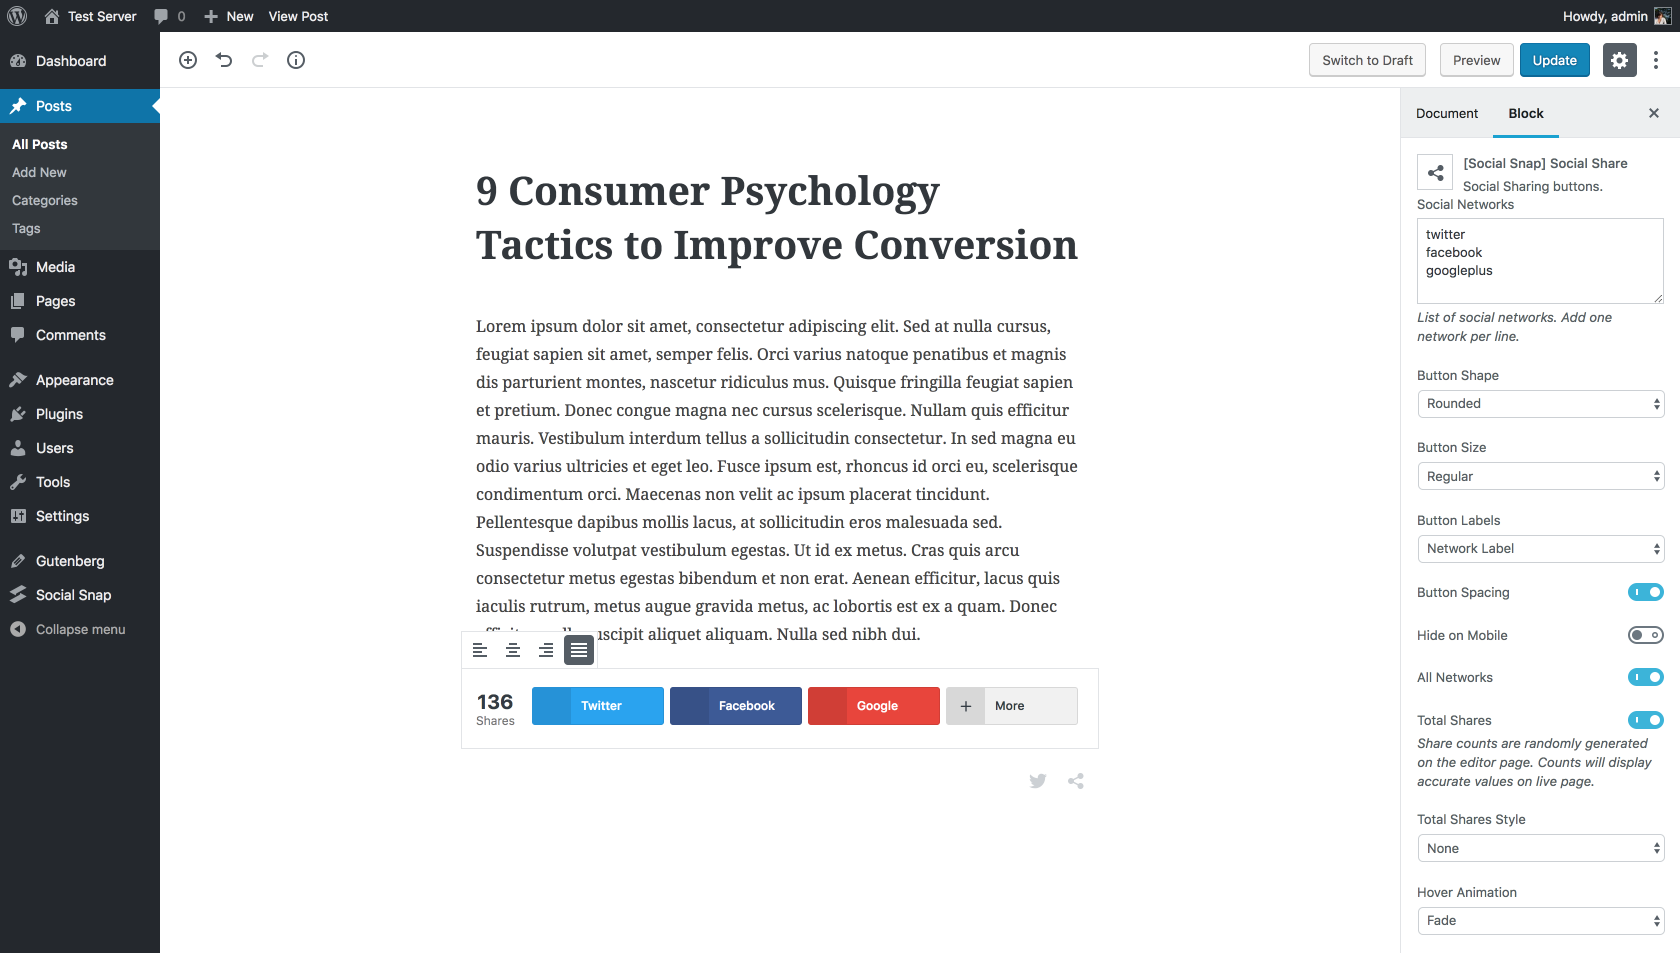 Test Server
0
New
View Post
Howdy, admin
Dashboard
Posts
All Posts
Add New
Categories
Tags
Media
Pages
Comments
Appearance
Plugins
Users
Tools
Settings
Gutenberg
Social Snap
Collapse menu
Switch to Draft
Preview
Update
9 Consumer Psychology
Tactics to Improve Conversion
Lorem ipsum dolor sit amet, consectetur adipiscing elit. Sed at nulla cursus,
feugiat sapien sit amet, semper felis. Orci varius natoque penatibus et magnis
dis parturient montes, nascetur ridiculus mus. Quisque fringilla feugiat sapien
et pretium. Donec congue magna nec cursus scelerisque. Nullam quis efficitur
mauris. Vestibulum interdum tellus a sollicitudin consectetur. In sed magna eu
odio varius ultricies et eget leo. Fusce ipsum est, rhoncus id orci eu, scelerisque
condimentum orci. Maecenas non velit ac ipsum placerat tincidunt.
Pellentesque dapibus mollis lacus, at sollicitudin eros malesuada sed.
Suspendisse volutpat vestibulum egestas. Ut id ex metus. Cras quis arcu
consectetur metus egestas bibendum et non erat. Aenean efficitur, lacus quis
iaculis rutrum, metus augue gravida metus, ac lobortis est ex a quam. Donec
uscipit aliquet aliquam. Nulla sed nibh dui.
136
Shares
Twitter
Facebook
Google
More
Document
Block
[Social Snap] Social Share
Social Sharing buttons.
Social Networks
twitter
facebook
googleplus
List of social networks. Add one
network per line.
Button Shape
Rounded
Button Size
Regular
Button Labels
Network Label
Button Spacing
Hide on Mobile
All Networks
Total Shares
Share counts are randomly generated
on the editor page. Counts will display
accurate values on live page.
Total Shares Style
None
Hover Animation
Fade